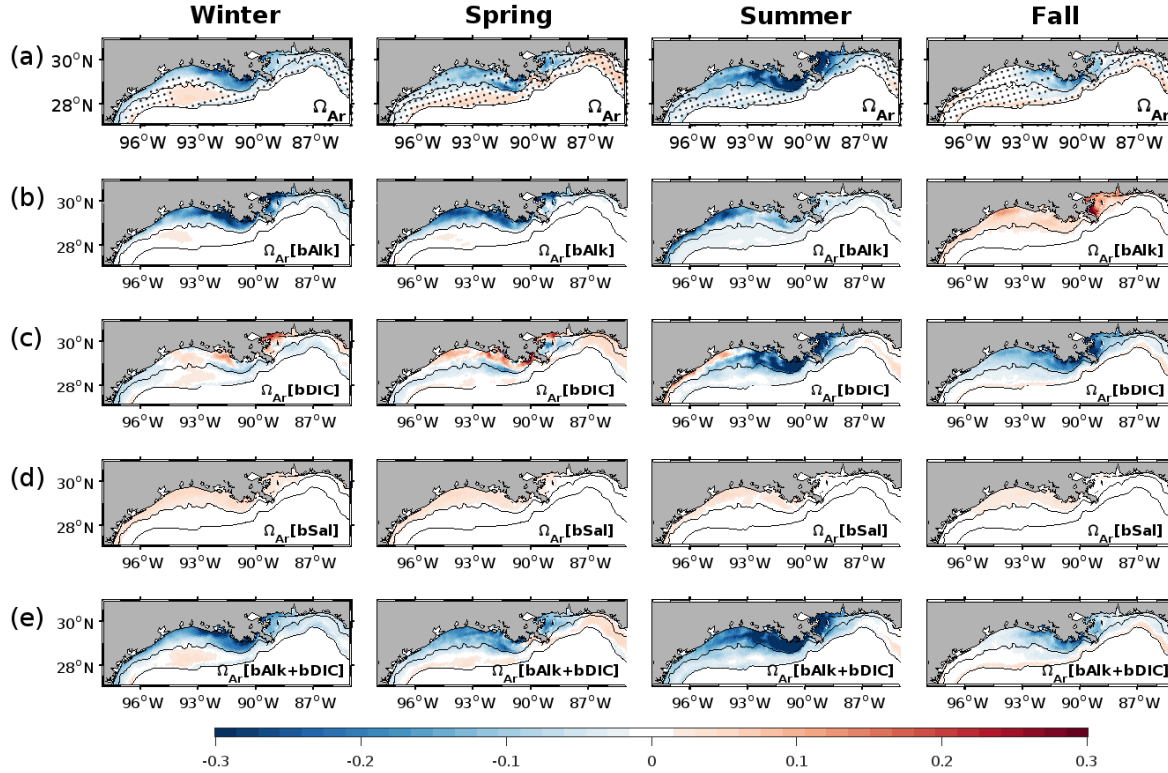 Winter Spring Summer Fall
(a) 30°N 28°N Ω_Ar Ω_Ar Ω_Ar Ω_Ar
96°W 93°W 90°W 87°W 96°W 93°W 90°W 87°W 96°W 93°W 90°W 87°W 96°W 93°W 90°W 87°W
(b) 30°N 28°N Ω_Ar[bAlk] Ω_Ar[bAlk] Ω_Ar[bAlk] Ω_Ar[bAlk]
96°W 93°W 90°W 87°W 96°W 93°W 90°W 87°W 96°W 93°W 90°W 87°W 96°W 93°W 90°W 87°W
(c) 30°N 28°N Ω_Ar[bDIC] Ω_Ar[bDIC] Ω_Ar[bDIC] Ω_Ar[bDIC]
96°W 93°W 90°W 87°W 96°W 93°W 90°W 87°W 96°W 93°W 90°W 87°W 96°W 93°W 90°W 87°W
(d) 30°N 28°N Ω_Ar[bSal] Ω_Ar[bSal] Ω_Ar[bSal] Ω_Ar[bSal]
96°W 93°W 90°W 87°W 96°W 93°W 90°W 87°W 96°W 93°W 90°W 87°W 96°W 93°W 90°W 87°W
(e) 30°N 28°N Ω_Ar[bAlk+bDIC] Ω_Ar[bAlk+bDIC] Ω_Ar[bAlk+bDIC] Ω_Ar[bAlk+bDIC]
96°W 93°W 90°W 87°W 96°W 93°W 90°W 87°W 96°W 93°W 90°W 87°W 96°W 93°W 90°W 87°W
-0.3 -0.2 -0.1 0 0.1 0.2 0.3